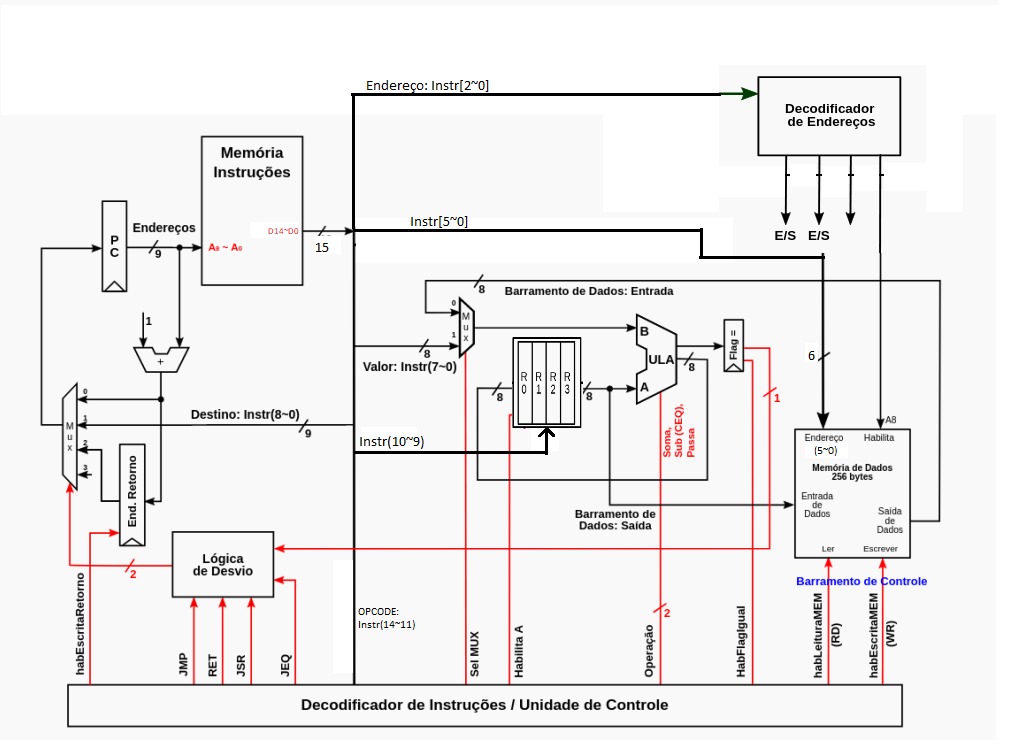 Endereço: Instr[2~0]
Decodificador
de Endereços
E/S
E/S
Memória
Instruções
D14~D0
A8 ~ A0
15
P
C
Endereços
9
Instr[5~0]
8
Barramento de Dados: Entrada
0
M
u
x
1
8
Valor: Instr(7~0)
1
+
B
ULA
A
8
Flag =
R
0
R
1
R
2
R
3
8
8
6
1
0
1
2
3
M
u
x
Destino: Instr(8~0)
9
Instr(10~9)
End. Retorno
Soma,
Sub (CEQ),
Passa
Barramento de
Dados: Saída
A8
Endereço
(5~0)
Habilita
Memória de Dados
256 bytes
Entrada
de
Dados
Saída
de
Dados
Ler
Escrever
Barramento de Controle
Lógica
de Desvio
2
2
OPCODE:
Instr(14~11)
habEscritaRetorno
JMP
RET
JSR
JEQ
Sel MUX
Habilita A
Operação
HabFlagIgual
habLeituraMEM
(RD)
habEscritaMEM
(WR)
Decodificador de Instruções / Unidade de Controle